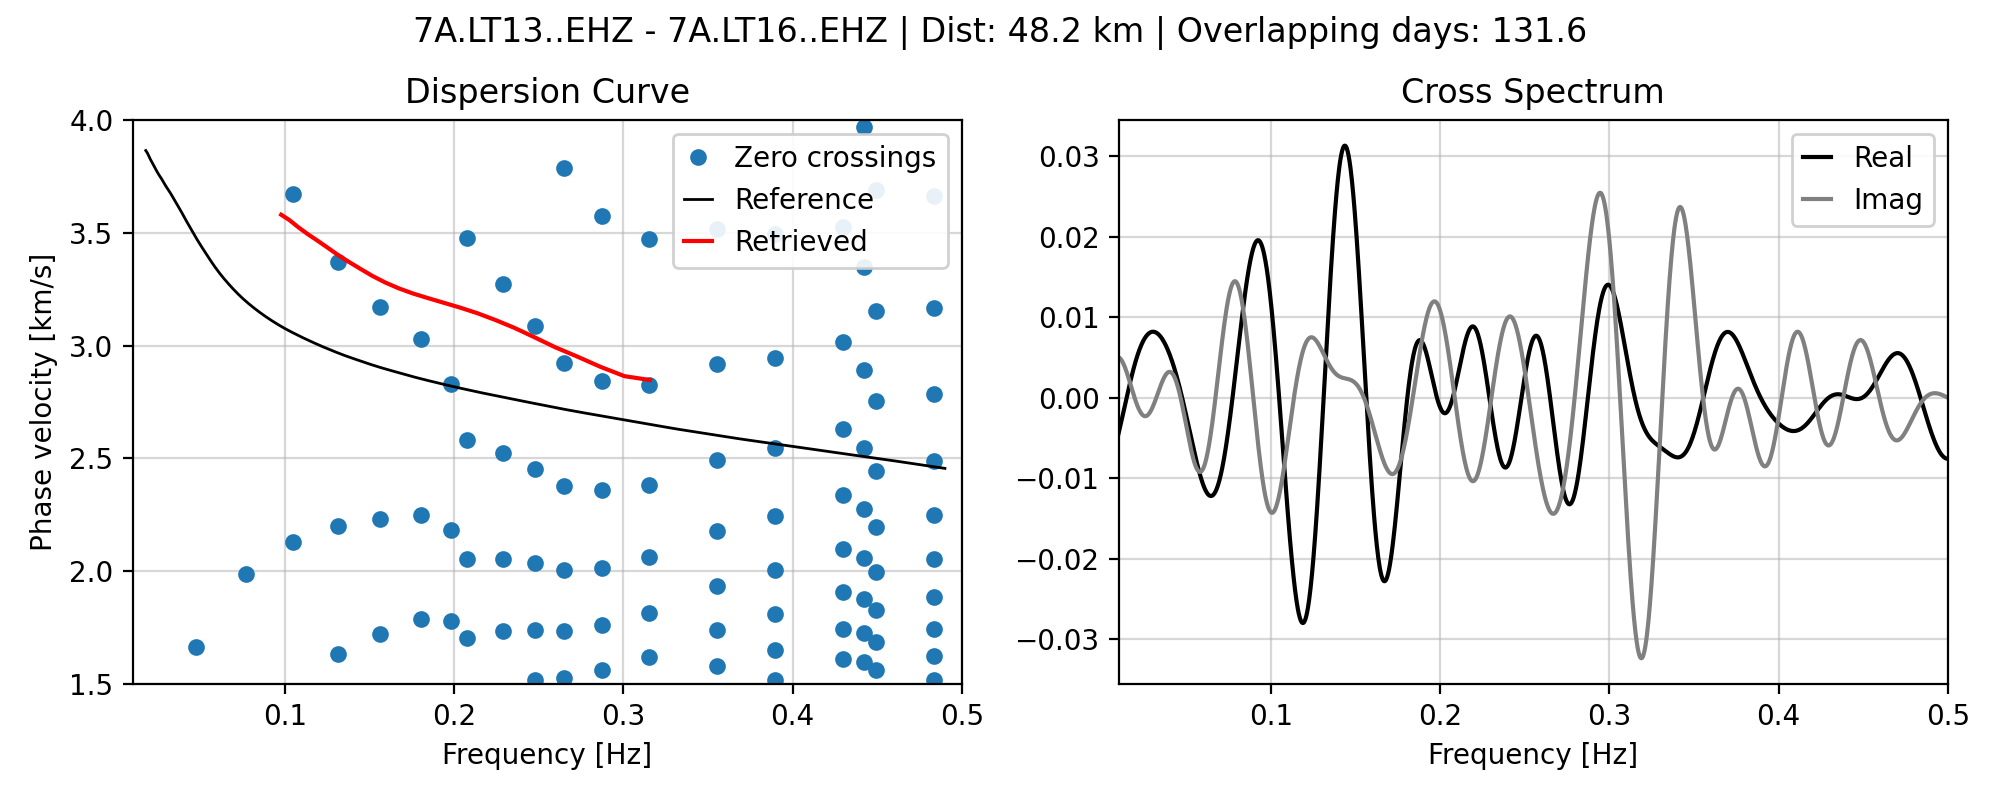 7A.LT13..EHZ - 7A.LT16..EHZ | Dist: 48.2 km | Overlapping days: 131.6
Dispersion Curve
Phase velocity [km/s]
4.0
3.5
3.0
2.5
2.0
1.5
Zero crossings
Reference
Retrieved
0.1 0.2 0.3 0.4 0.5
Frequency [Hz]
Cross Spectrum
0.03
0.02
0.01
0.00
−0.01
−0.02
−0.03
Real
Imag
0.1 0.2 0.3 0.4 0.5
Frequency [Hz]